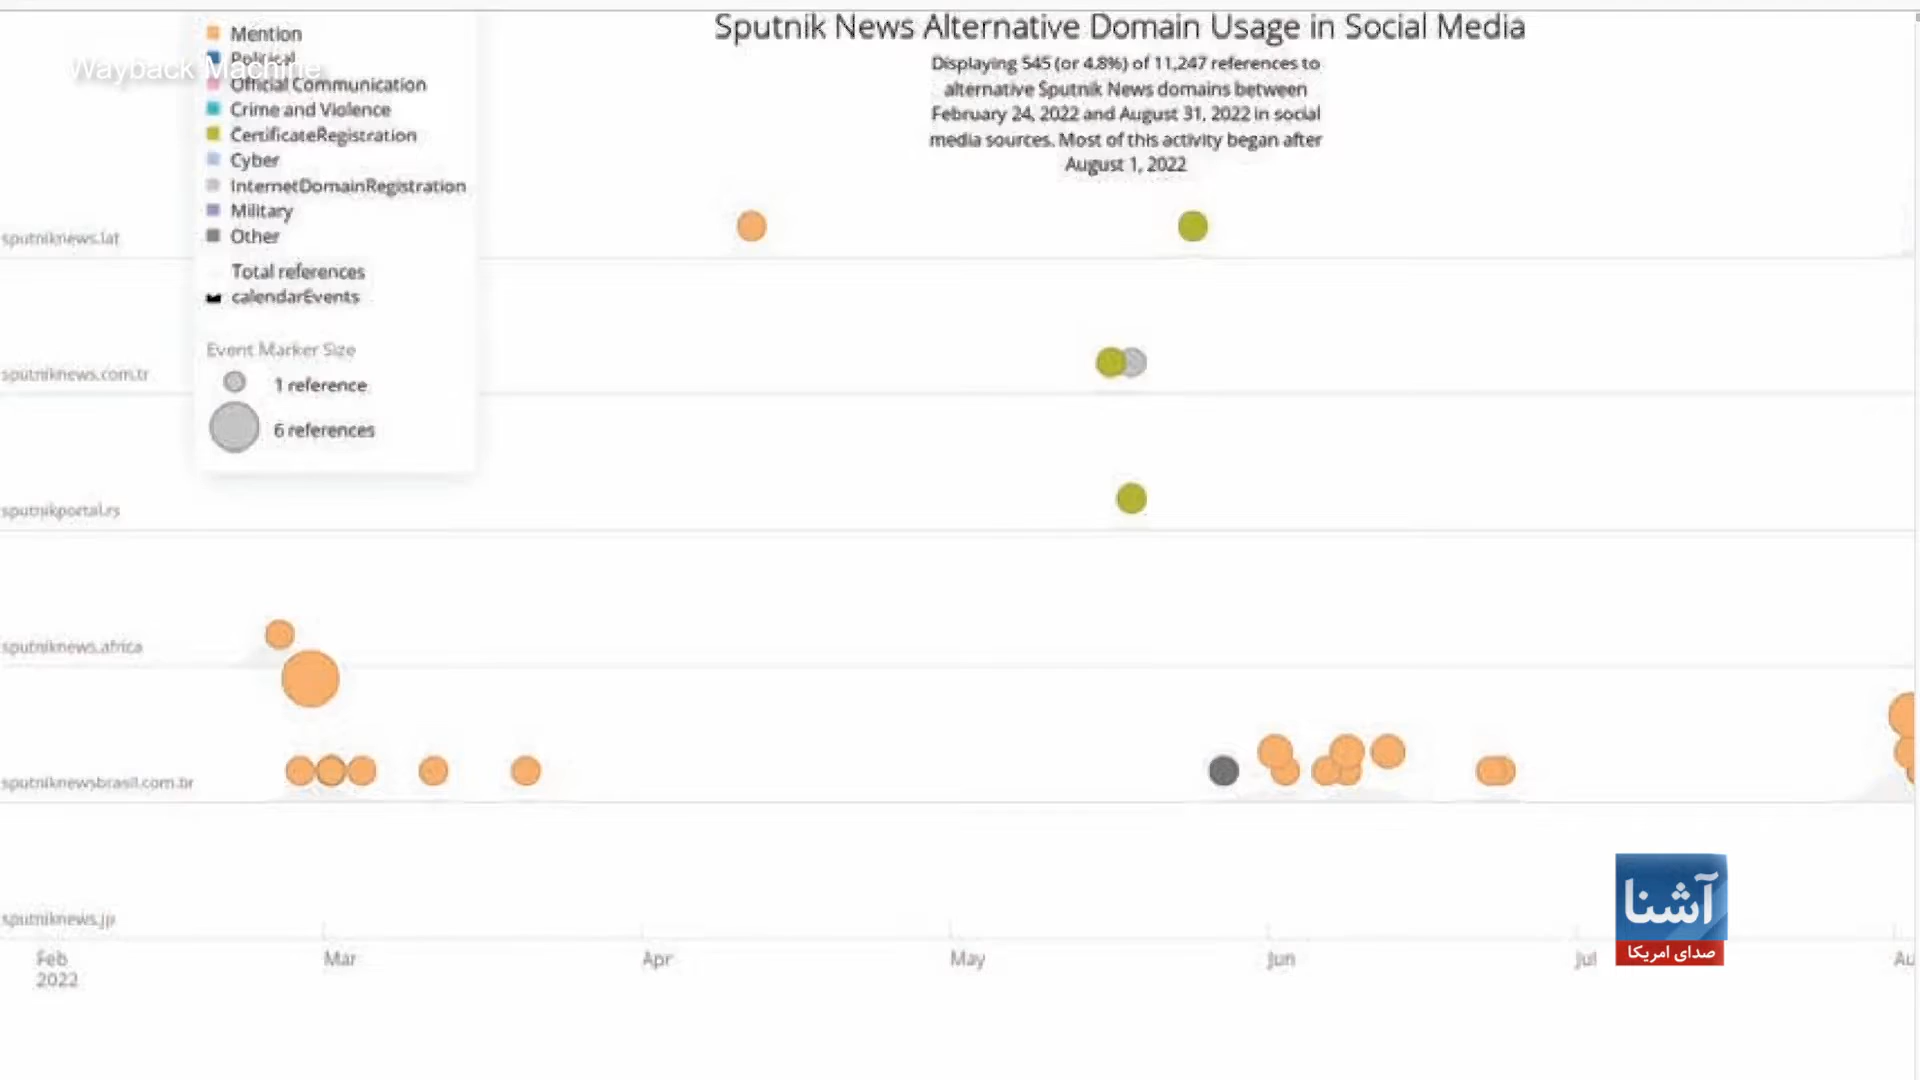 Sputnik News Alternative Domain Usage in Social Media
Displaying 545 (or 4.8%) of 11,247 references to
alternative Sputnik News domains between
February 24, 2022 and August 31, 2022 in social
media sources. Most of this activity began after
August 1, 2022
Wayback Machine
Mention
Political
Official Communication
Crime and Violence
CertificateRegistration
Cyber
InternetDomainRegistration
Military
Other
Total references
calendarEvents
Event Marker Size
1 reference
6 references
sputniknews.lat
sputniknews.com.tr
sputnikportal.rs
sputniknews.africa
sputniknewsbrasil.com.br
sputniknews.jp
Feb
2022
Mar
Apr
May
Jun
Jul
Au
آشنا
صدای امریکا